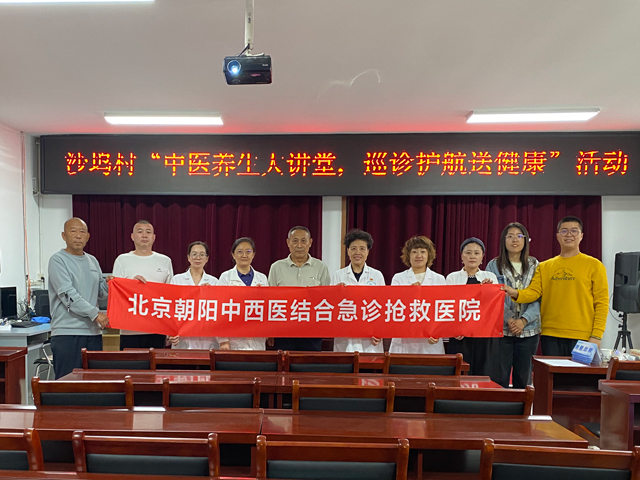 沙坞村“中医养生大讲堂，巡诊护航送健康”活动
北京朝阳中西医结合急诊抢救医院
Adventure